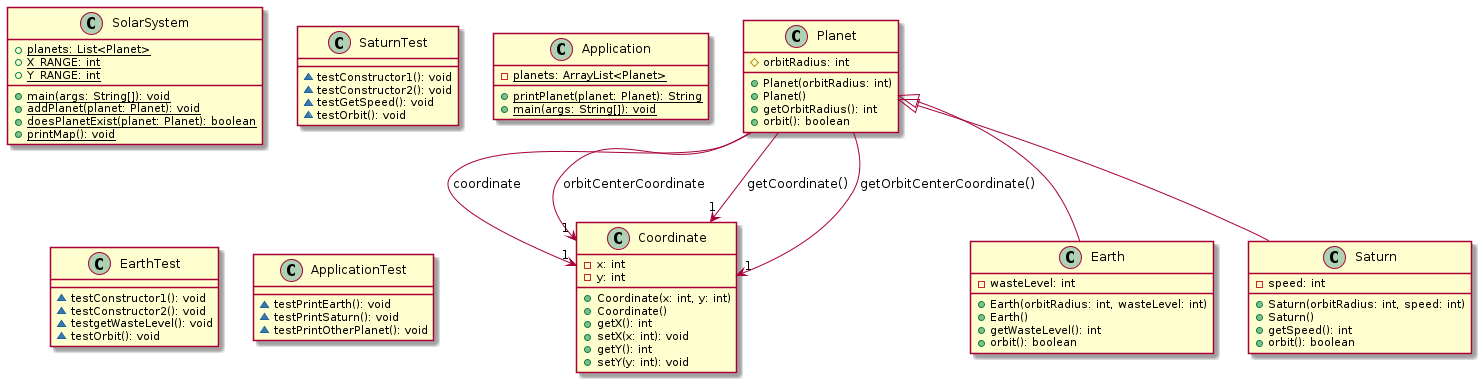 C SolarSystem
planets: List<Planet>
X_RANGE: int
Y_RANGE: int
main(args: String[]): void
addPlanet(planet: Planet): void
doesPlanetExist(planet: Planet): boolean
printMap(): void
C SaturnTest
testConstructor1(): void
testConstructor2(): void
testGetSpeed(): void
testOrbit(): void
C Application
planets: ArrayList<Planet>
printPlanet(planet: Planet): String
main(args: String[]): void
C Planet
orbitRadius: int
Planet(orbitRadius: int)
Planet()
getOrbitRadius(): int
orbit(): boolean
coordinate
orbitCenterCoordinate
getCoordinate()
getOrbitCenterCoordinate()
1
1
1
1
C EarthTest
testConstructor1(): void
testConstructor2(): void
testgetWasteLevel(): void
testOrbit(): void
C ApplicationTest
testPrintEarth(): void
testPrintSaturn(): void
testPrintOtherPlanet(): void
C Coordinate
x: int
y: int
Coordinate(x: int, y: int)
Coordinate()
getX(): int
setX(x: int): void
getY(): int
setY(y: int): void
C Earth
wasteLevel: int
Earth(orbitRadius: int, wasteLevel: int)
Earth()
getWasteLevel(): int
orbit(): boolean
C Saturn
speed: int
Saturn(orbitRadius: int, speed: int)
Saturn()
getSpeed(): int
orbit(): boolean